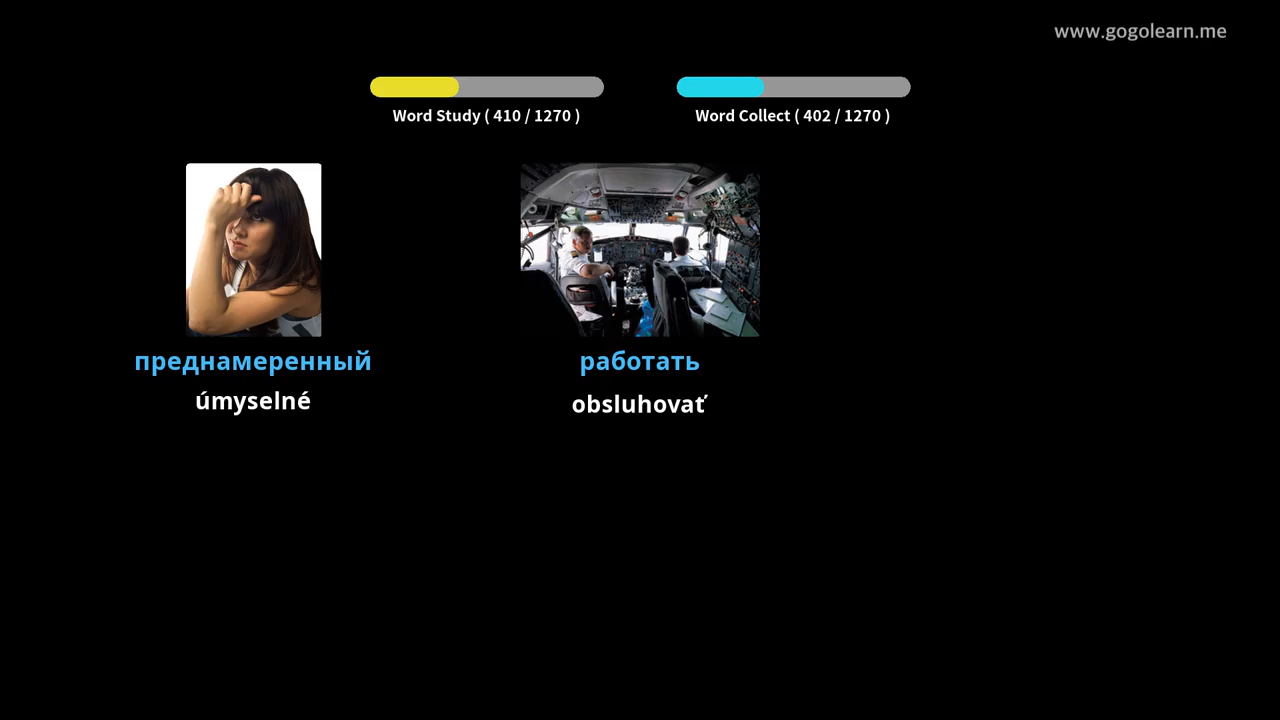 www.gogolearn.me
Word Study ( 410 / 1270 )
Word Collect ( 402 / 1270 )
преднамеренный
úmyselné
работать
obsluhovať